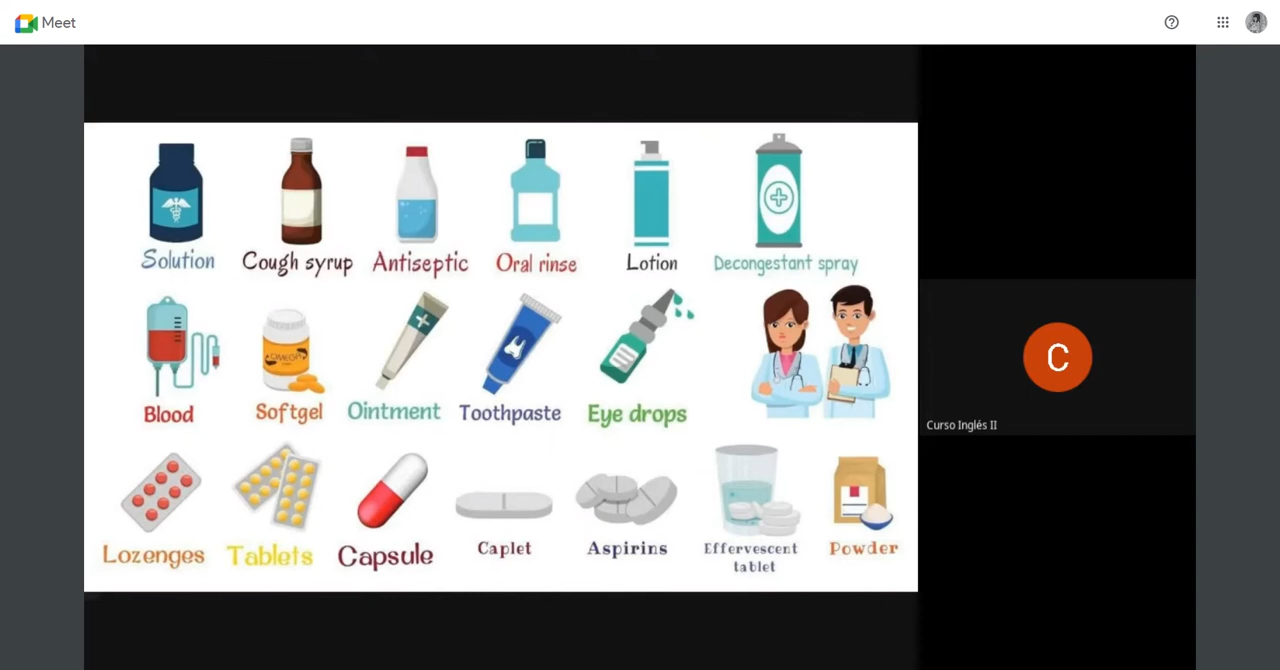 Meet
Solution
Cough syrup
Antiseptic
Oral rinse
Lotion
Decongestant spray
OMEGA
Blood
Softgel
Ointment
Toothpaste
Eye drops
C
Curso Inglés II
Lozenges
Tablets
Capsule
Caplet
Aspirins
Effervescent
tablet
Powder